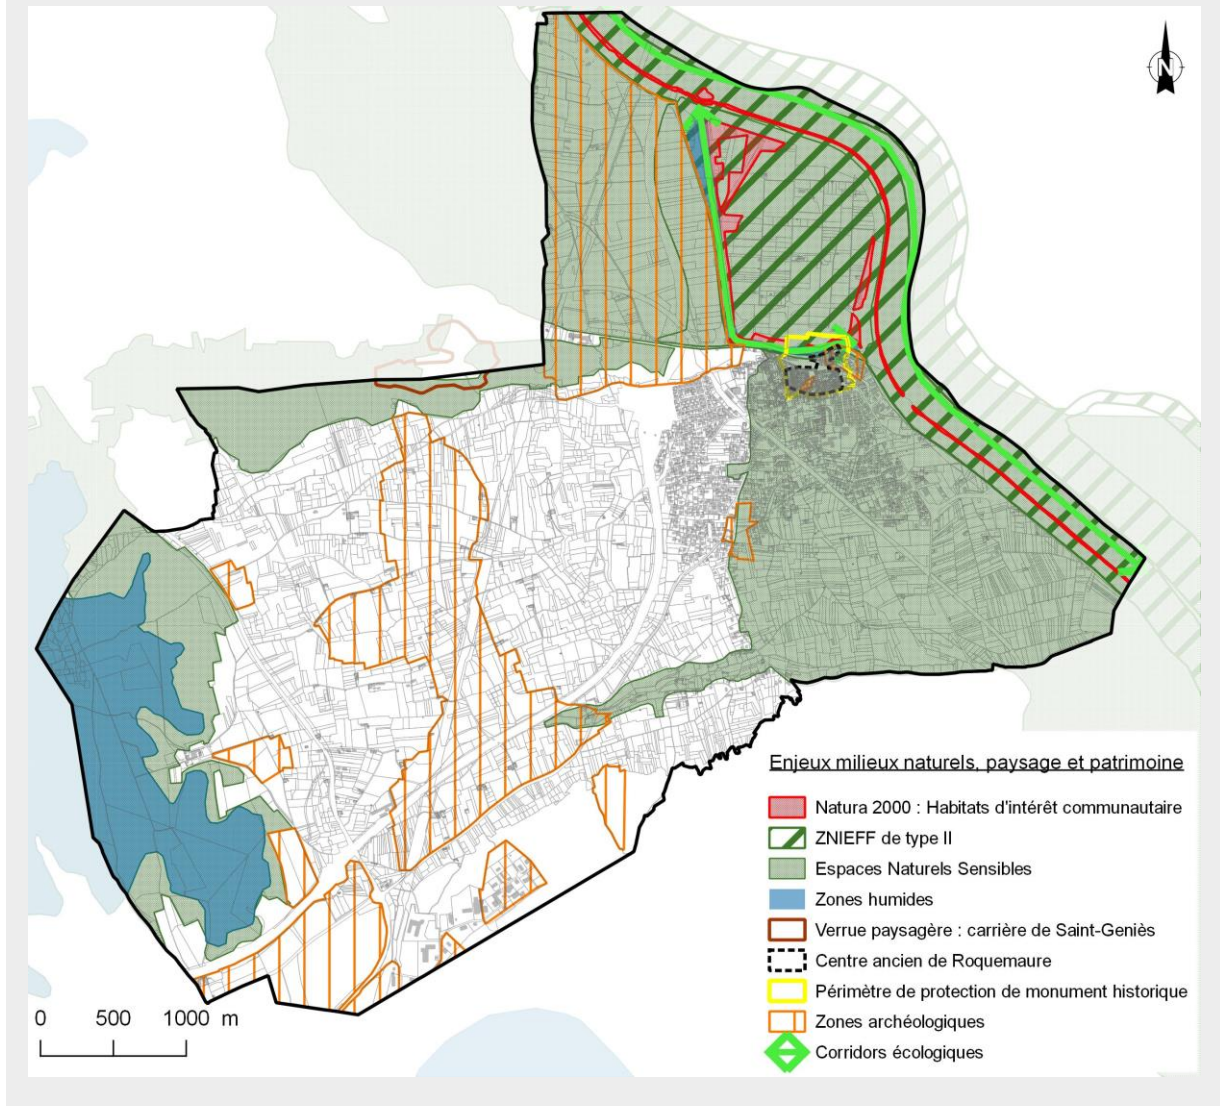 N
Enjeux milieux naturels, paysage et patrimoine
Natura 2000 : Habitats d'intérêt communautaire
ZNIEFF de type II
Espaces Naturels Sensibles
Zones humides
Verrue paysagère : carrière de Saint-Geniès
Centre ancien de Roquemaure
Périmètre de protection de monument historique
Zones archéologiques
Corridors écologiques
0 500 1000 m